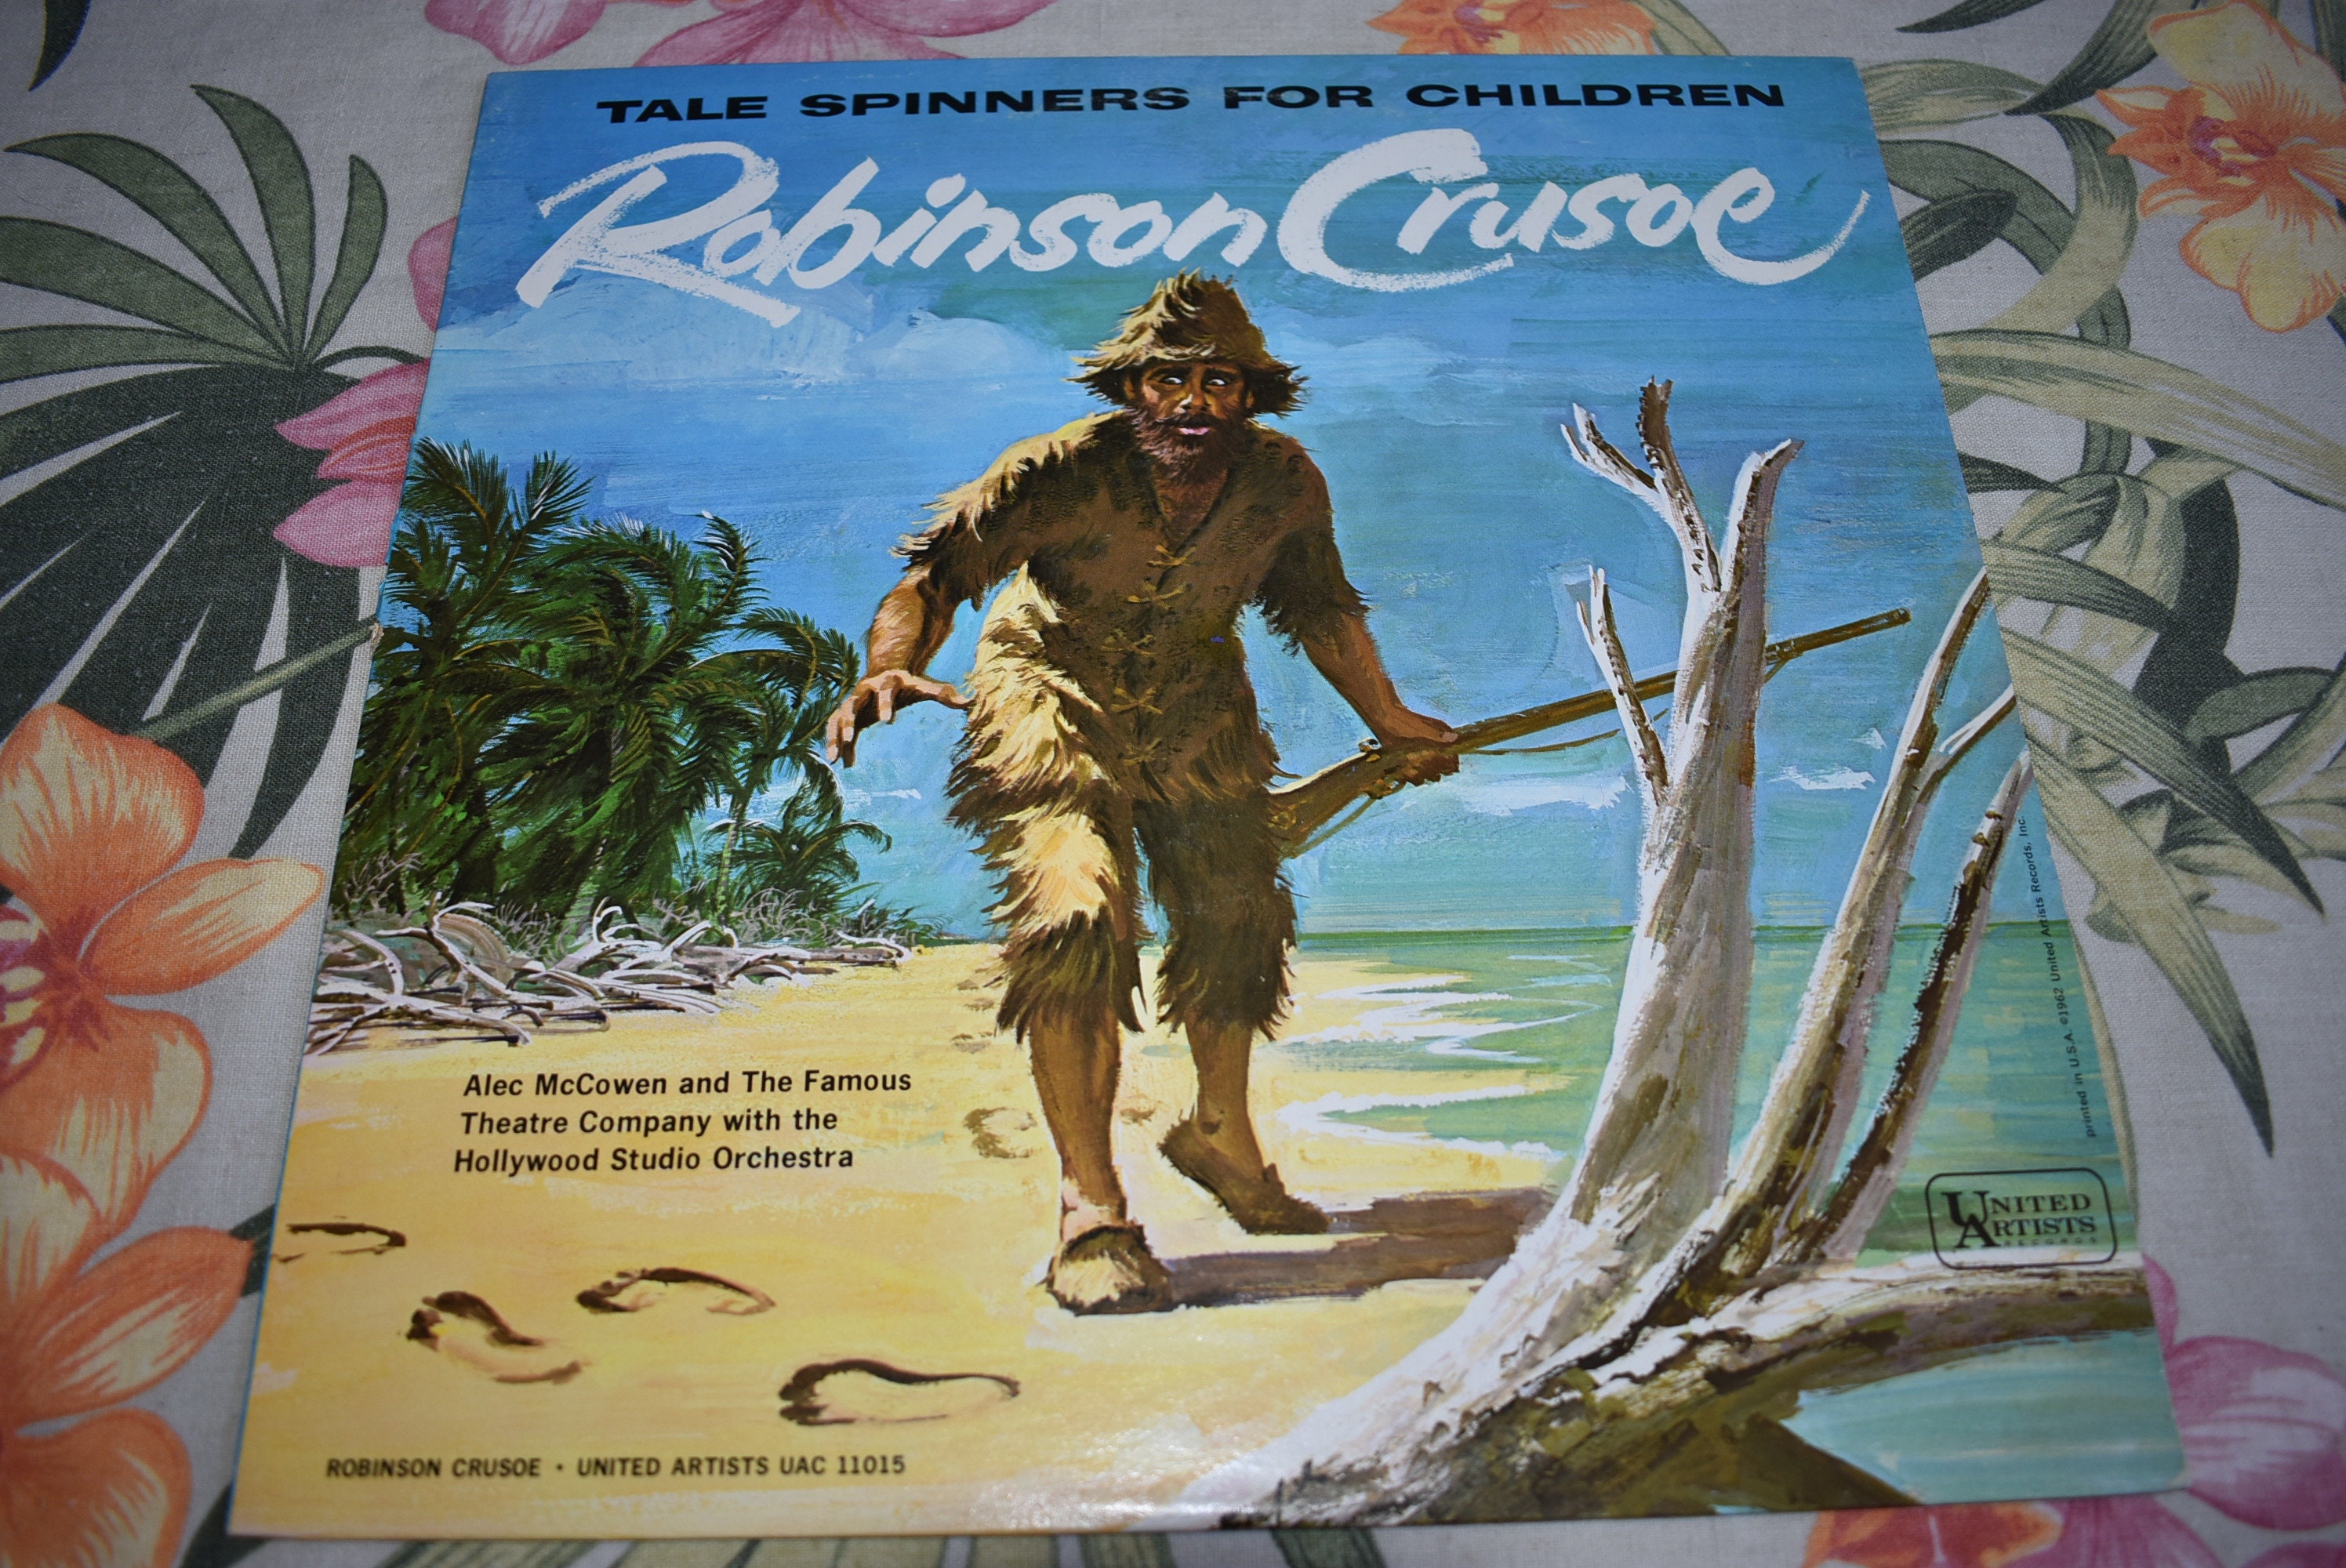 TALE SPINNERS FOR CHILDREN
Robinson Crusoe
Alec McCowen and The Famous
Theatre Company with the
Hollywood Studio Orchestra
printed in U.S.A. ©1962 United Artists Records, Inc.
UNITED
ARTISTS
RECORDS
ROBINSON CRUSOE • UNITED ARTISTS UAC 11015